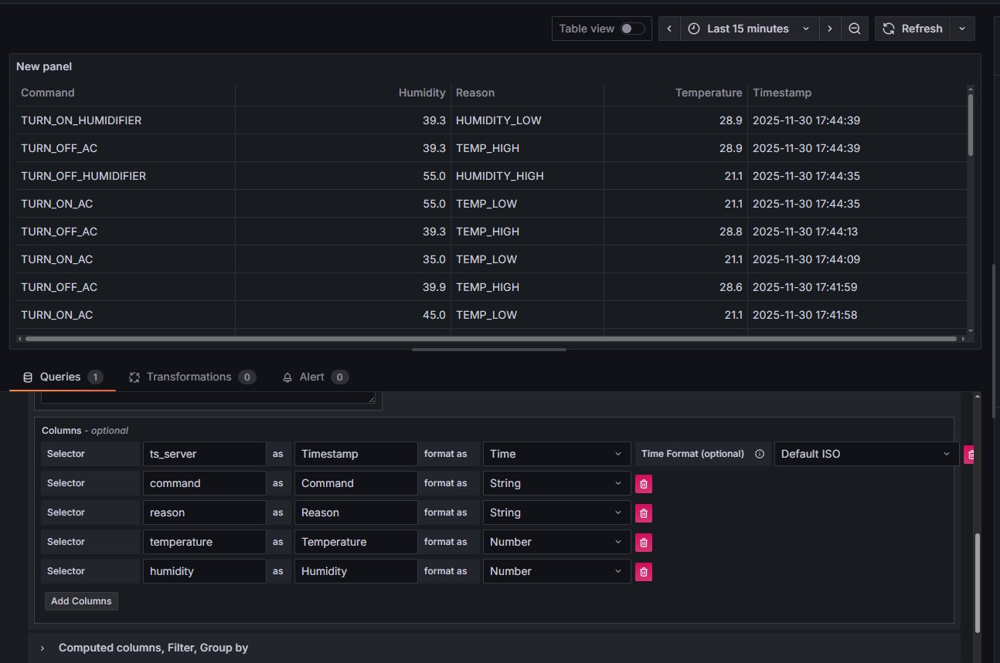 Table view
Last 15 minutes
Refresh
New panel
Command Humidity Reason Temperature Timestamp
TURN_ON_HUMIDIFIER 39.3 HUMIDITY_LOW 28.9 2025-11-30 17:44:39
TURN_OFF_AC 39.3 TEMP_HIGH 28.9 2025-11-30 17:44:39
TURN_OFF_HUMIDIFIER 55.0 HUMIDITY_HIGH 21.1 2025-11-30 17:44:35
TURN_ON_AC 55.0 TEMP_LOW 21.1 2025-11-30 17:44:35
TURN_OFF_AC 39.3 TEMP_HIGH 28.8 2025-11-30 17:44:13
TURN_ON_AC 35.0 TEMP_LOW 21.1 2025-11-30 17:44:09
TURN_OFF_AC 39.9 TEMP_HIGH 28.6 2025-11-30 17:41:59
TURN_ON_AC 45.0 TEMP_LOW 21.1 2025-11-30 17:41:58
Queries 1 Transformations 0 Alert 0
Columns - optional
Selector ts_server as Timestamp format as Time Time Format (optional) Default ISO
Selector command as Command format as String
Selector reason as Reason format as String
Selector temperature as Temperature format as Number
Selector humidity as Humidity format as Number
Add Columns
Computed columns, Filter, Group by